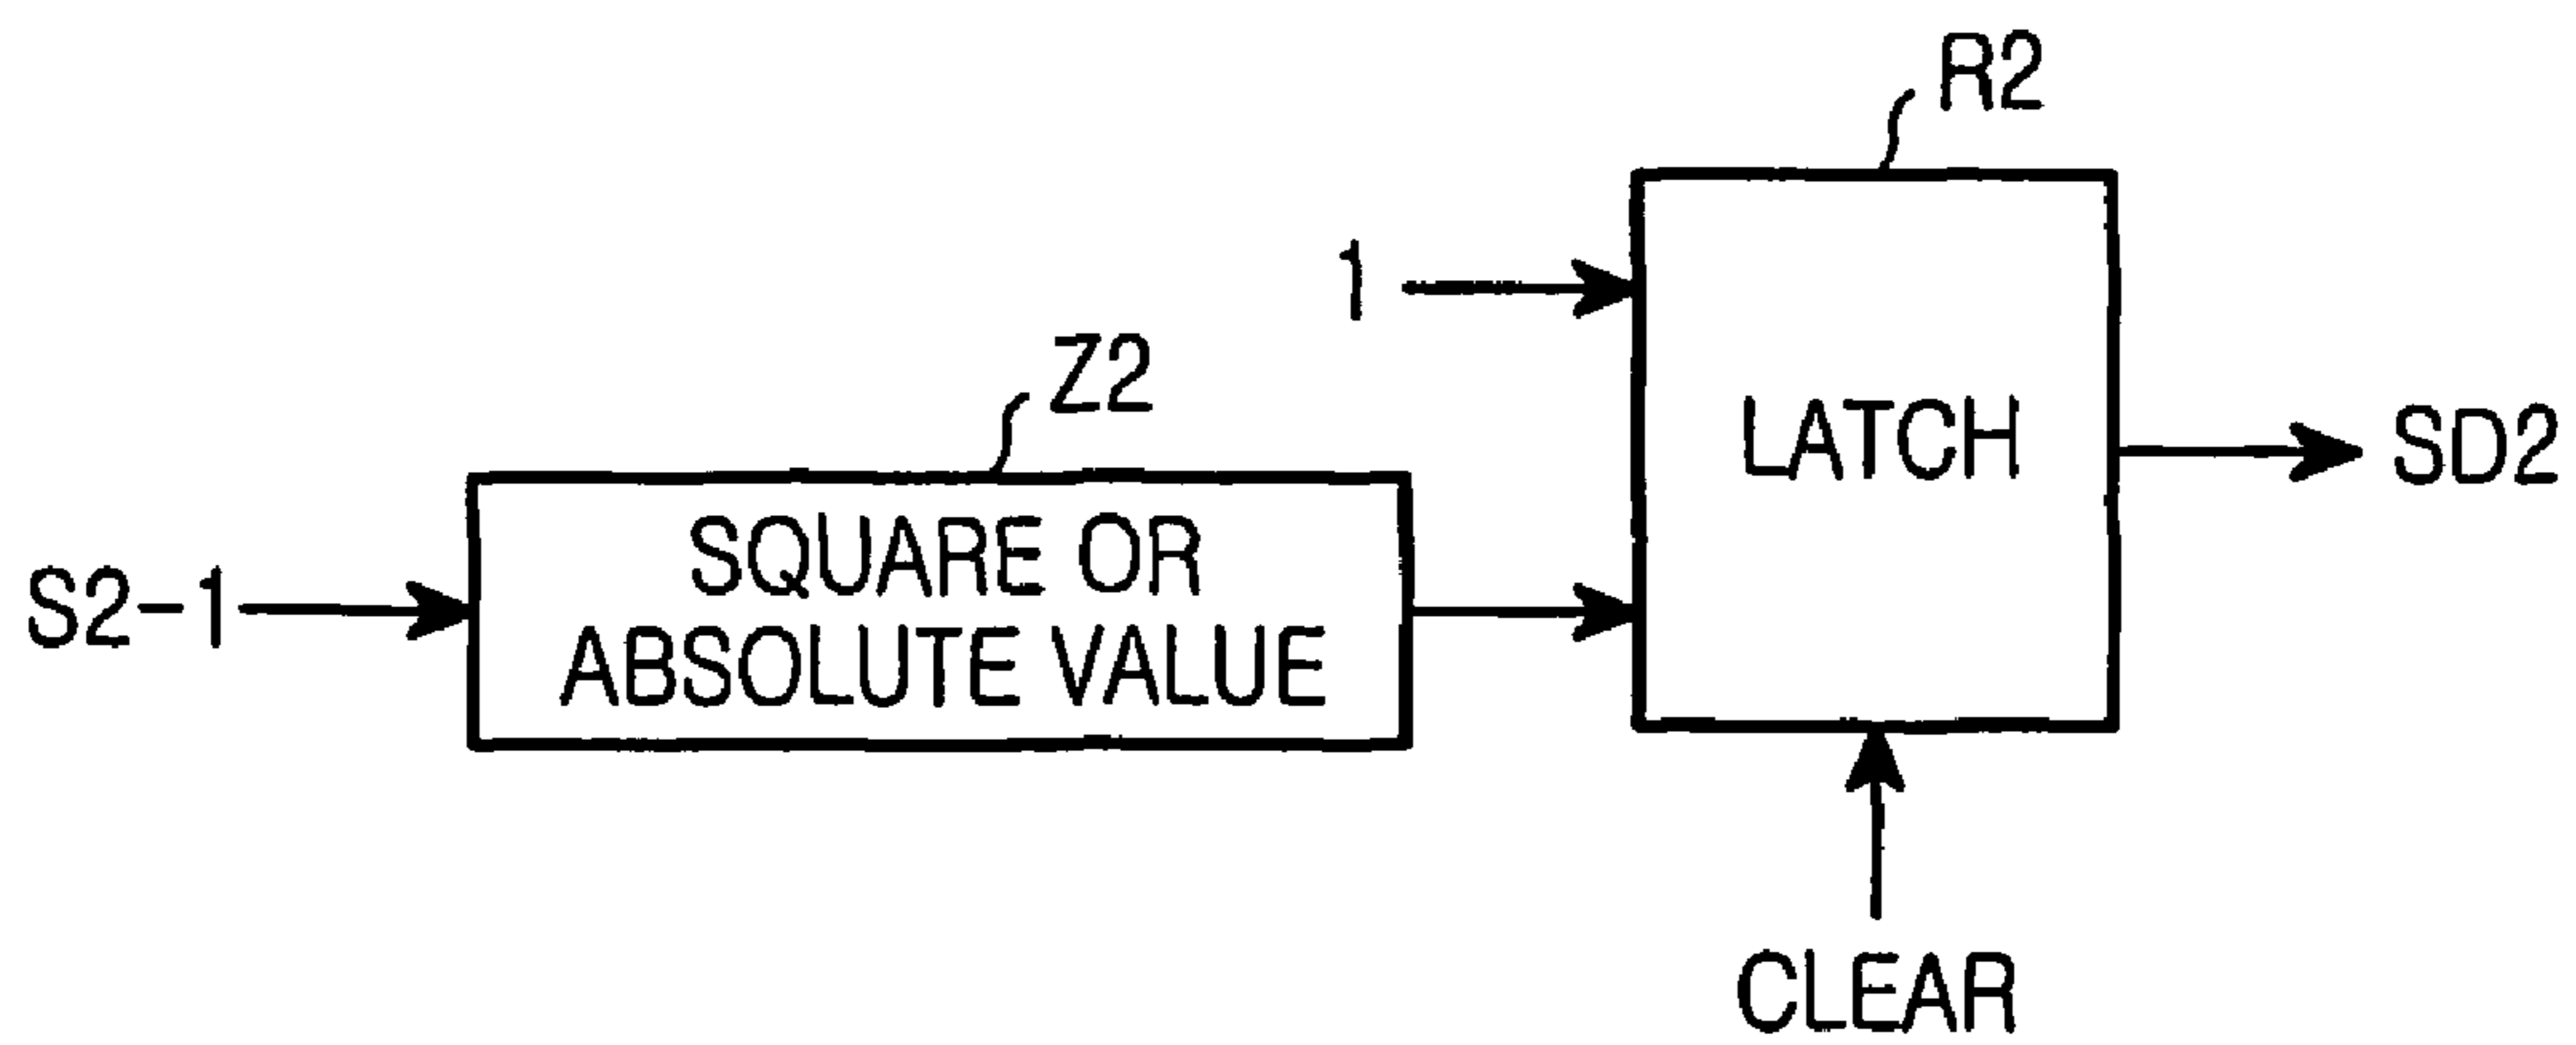 R2
1
Z2
LATCH
SD2
SQUARE OR
ABSOLUTE VALUE
S2-1
CLEAR